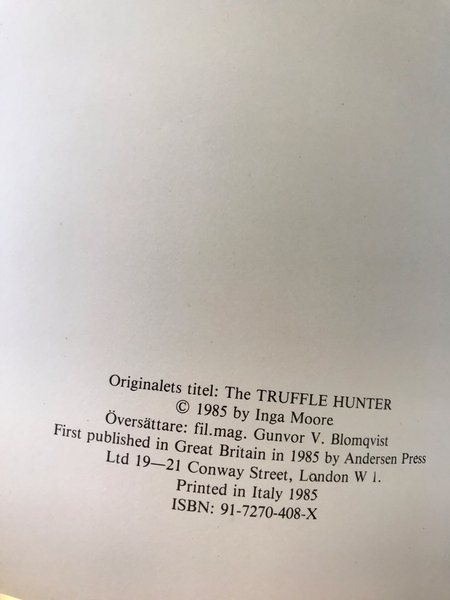 Originalets titel: The TRUFFLE HUNTER
© 1985 by Inga Moore
Översättare: fil.mag. Gunvor V. Blomqvist
First published in Great Britain in 1985 by Andersen Press
Ltd 19—21 Conway Street, London W 1.
Printed in Italy 1985
ISBN: 91-7270-408-X